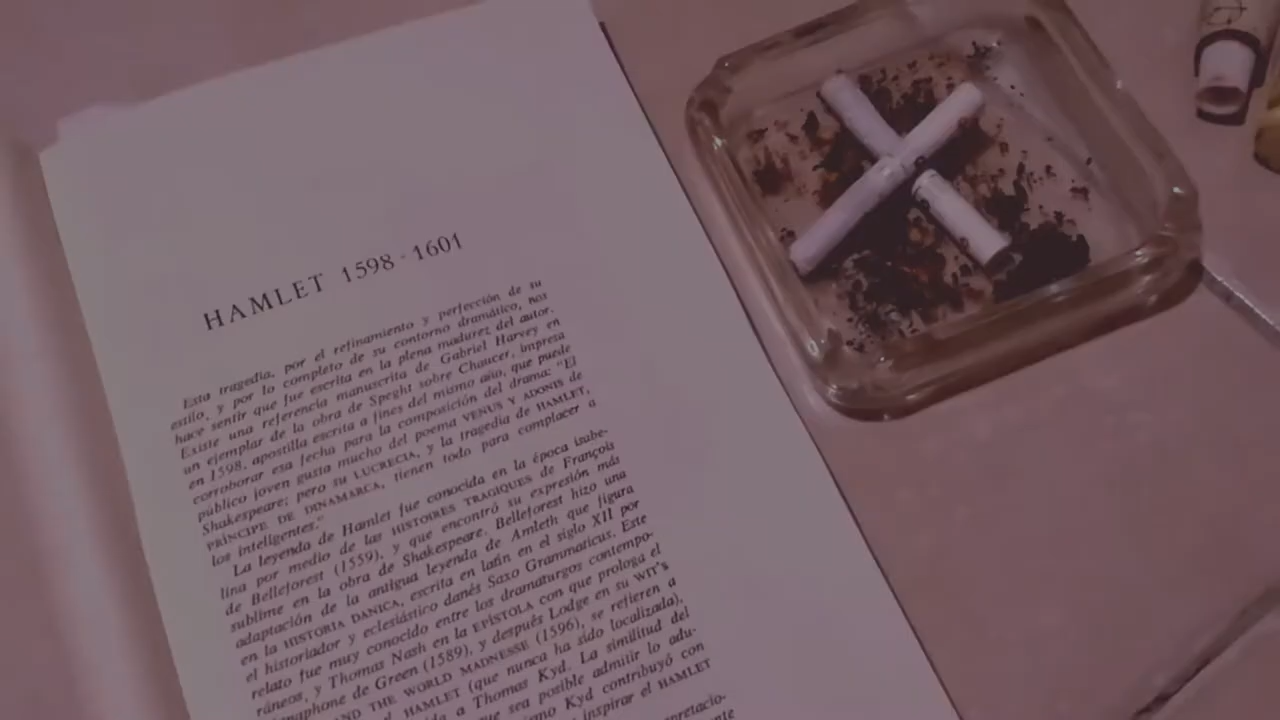 HAMLET 1598 - 1601
Esta tragedia, por el refinamiento y perfección de su
estilo, y por lo completo de su contorno dramático, nos
hace sentir que fue escrita en la plena madurez del autor.
Existe una referencia manuscrita de Gabriel Harvey en
un ejemplar de la obra de Speght sobre Chaucer, impresa
en 1598, apostilla escrita a fines del mismo año, que puede
corroborar esa fecha para la composición del drama: "El
público joven gusta mucho del poema VENUS Y ADONIS de
Shakespeare; pero su LUCRECIA, y la tragedia de HAMLET,
PRÍNCIPE DE DINAMARCA, tienen todo para complacer a
los inteligentes."
La leyenda de Hamlet fue conocida en la época isabe-
lina por medio de las HISTOIRES TRAGIQUES de François
de Belleforest (1559), y que encontró su expresión más
sublime en la obra de Shakespeare. Belleforest hizo una
adaptación de la antigua leyenda de Amleth que figura
en la HISTORIA DANICA, escrita en latín en el siglo XII por
el historiador y eclesiástico danés Saxo Grammaticus. Este
relato fue muy conocido entre los dramaturgos contempo-
ráneos, y Thomas Nash en la EPÍSTOLA con que prologa el
de Green (1589), y después Lodge en su WIT'S
AND THE WORLD MADNESSE (1596), se refieren a
HAMLET (que nunca ha sido localizada),
a Thomas Kyd. La similitud del
que sea posible admitir lo adu-
Kyd contribuyó con
inspirar el HAMLET